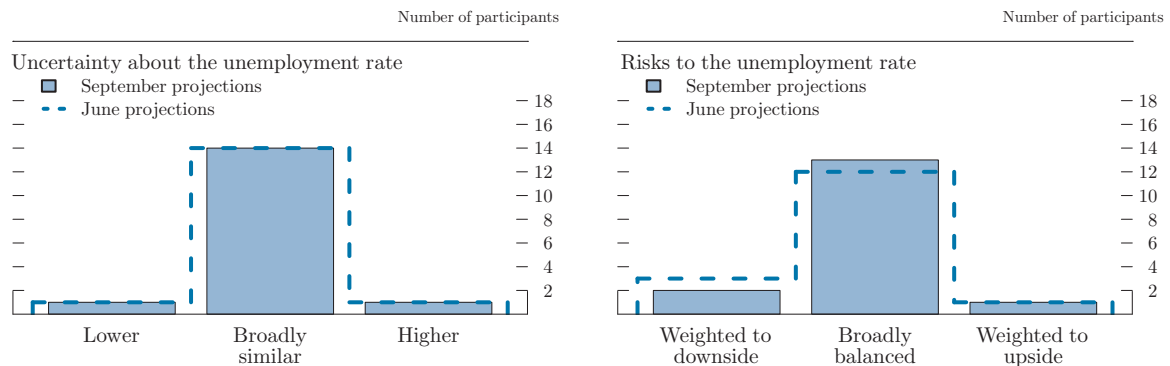 Number of participants
Uncertainty about the unemployment rate
September projections
June projections
18
16
14
12
10
8
6
4
2
Lower
Broadly
similar
Higher
Number of participants
Risks to the unemployment rate
September projections
June projections
18
16
14
12
10
8
6
4
2
Weighted to
downside
Broadly
balanced
Weighted to
upside